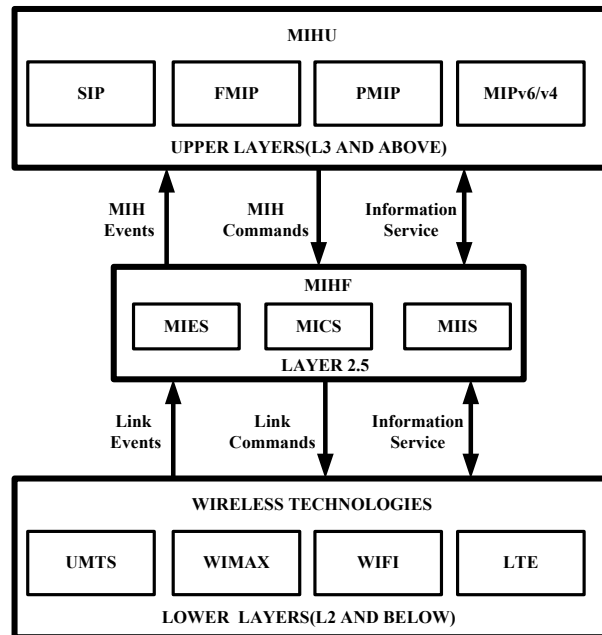 MIHU
SIP
FMIP
PMIP
MIPv6/v4
UPPER LAYERS(L3 AND ABOVE)
MIH
Events
MIH
Commands
Information
Service
MIHF
MIES
MICS
MIIS
LAYER 2.5
Link
Events
Link
Commands
Information
Service
WIRELESS TECHNOLOGIES
UMTS
WIMAX
WIFI
LTE
LOWER LAYERS(L2 AND BELOW)